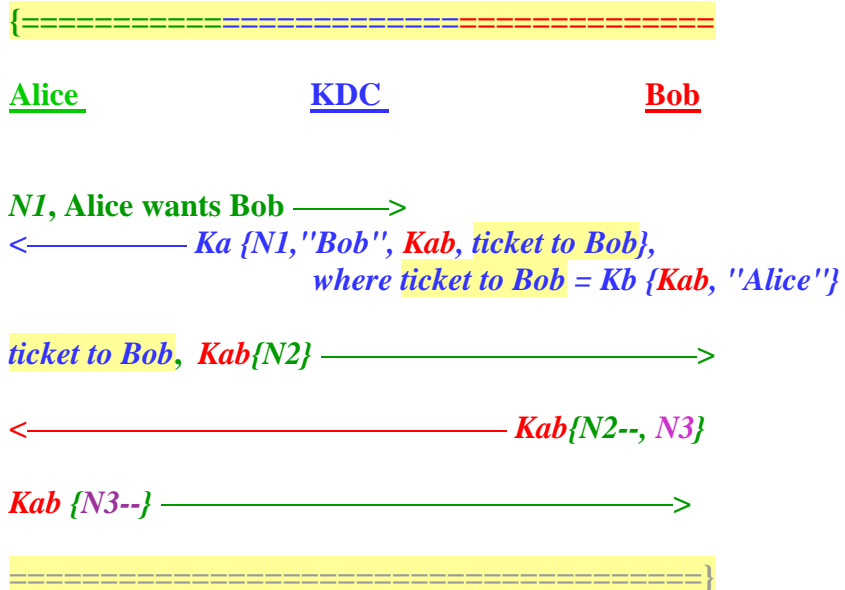 {======================================
Alice KDC Bob
N1, Alice wants Bob ———>
<————— Ka {N1,"Bob", Kab, ticket to Bob},
where ticket to Bob = Kb {Kab, "Alice"}
ticket to Bob, Kab{N2} ————————————>
<——————————————— Kab{N2--, N3}
Kab {N3--} ————————————————>
======================================}